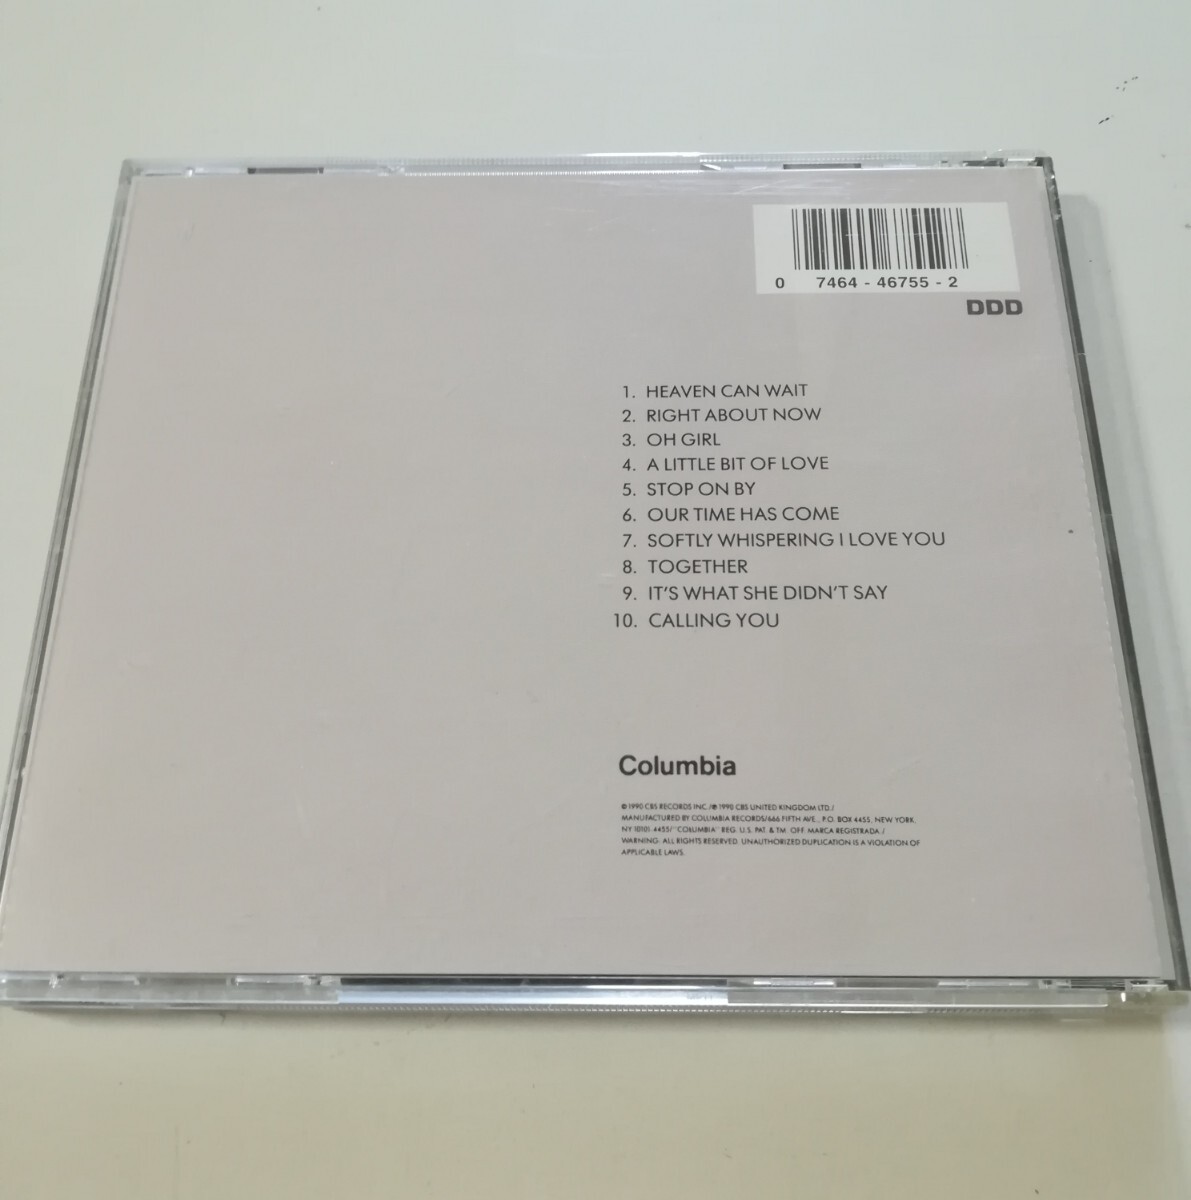 0 7464 - 46755 - 2
DDD
1. HEAVEN CAN WAIT
2. RIGHT ABOUT NOW
3. OH GIRL
4. A LITTLE BIT OF LOVE
5. STOP ON BY
6. OUR TIME HAS COME
7. SOFTLY WHISPERING I LOVE YOU
8. TOGETHER
9. IT'S WHAT SHE DIDN'T SAY
10. CALLING YOU
Columbia
© 1990 CBS RECORDS INC./℗ 1990 CBS UNITED KINGDOM LTD./
MANUFACTURED BY COLUMBIA RECORDS/666 FIFTH AVE., P.O. BOX 4455, NEW YORK,
NY 10101-4455/"COLUMBIA" REG. U.S. PAT. & TM. OFF. MARCA REGISTRADA./
WARNING: ALL RIGHTS RESERVED. UNAUTHORIZED DUPLICATION IS A VIOLATION OF
APPLICABLE LAWS.